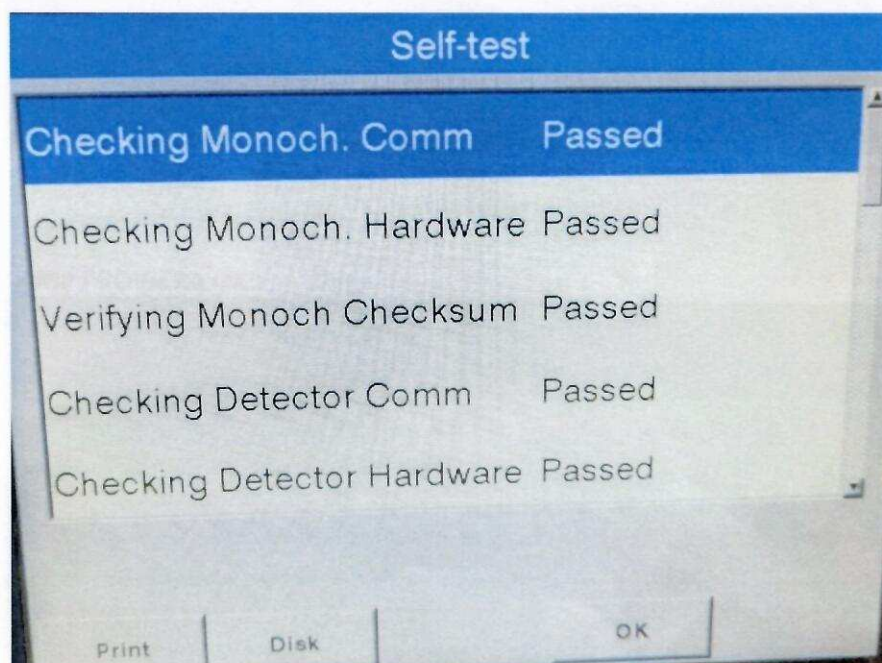 Self-test
Checking Monoch. Comm Passed
Checking Monoch. Hardware Passed
Verifying Monoch Checksum Passed
Checking Detector Comm Passed
Checking Detector Hardware Passed
Print Disk OK